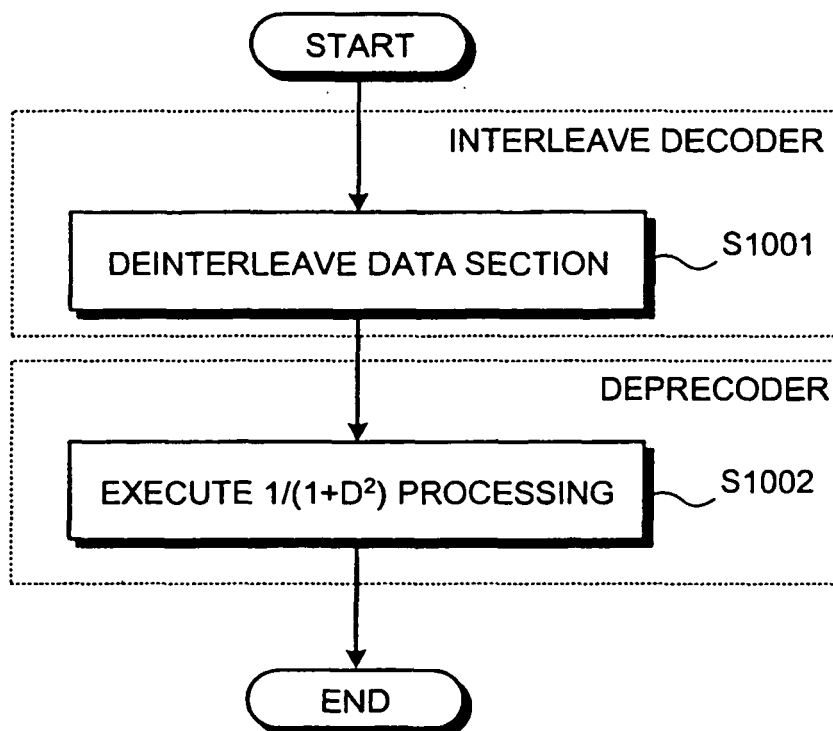 START
INTERLEAVE DECODER
DEINTERLEAVE DATA SECTION
S1001
DEPRECODER
EXECUTE 1/(1+D²) PROCESSING
S1002
END